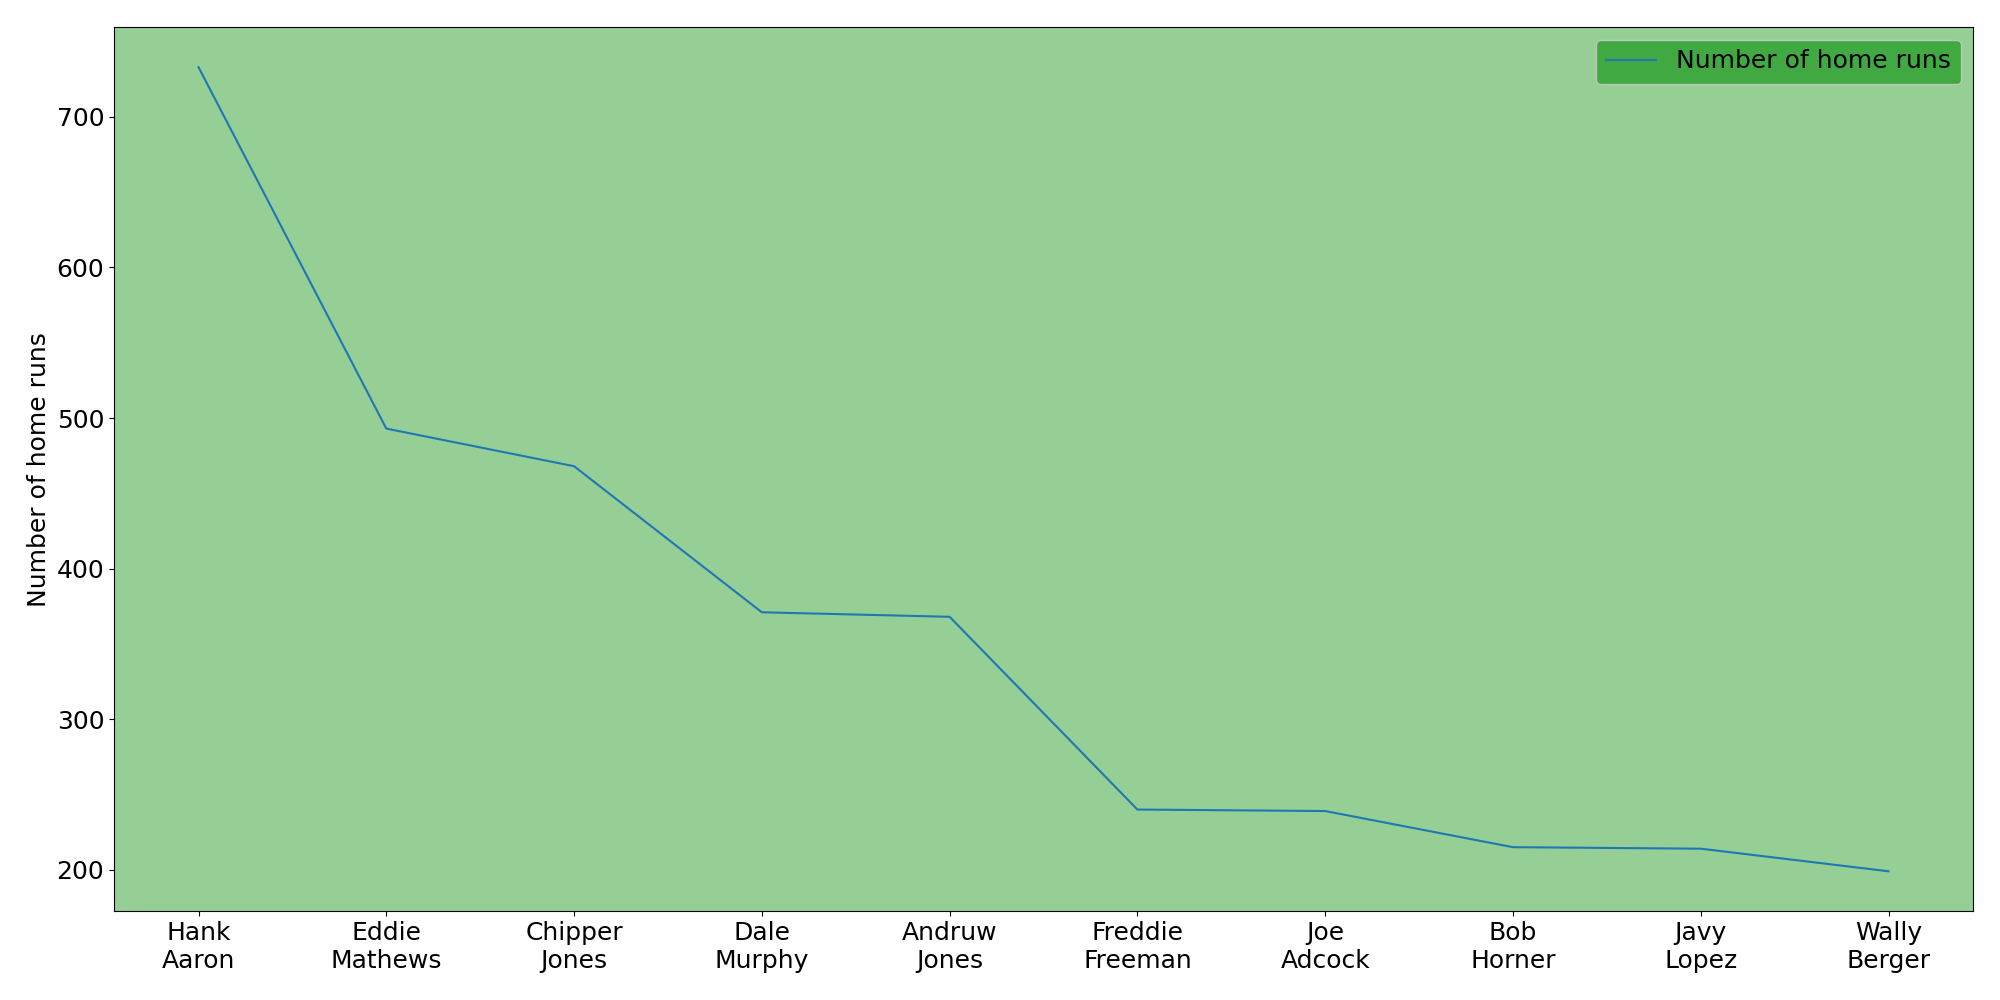 Number of home runs
700
600
500
400
300
200
Number of home runs
Hank Aaron
Eddie Mathews
Chipper Jones
Dale Murphy
Andruw Jones
Freddie Freeman
Joe Adcock
Bob Horner
Javy Lopez
Wally Berger